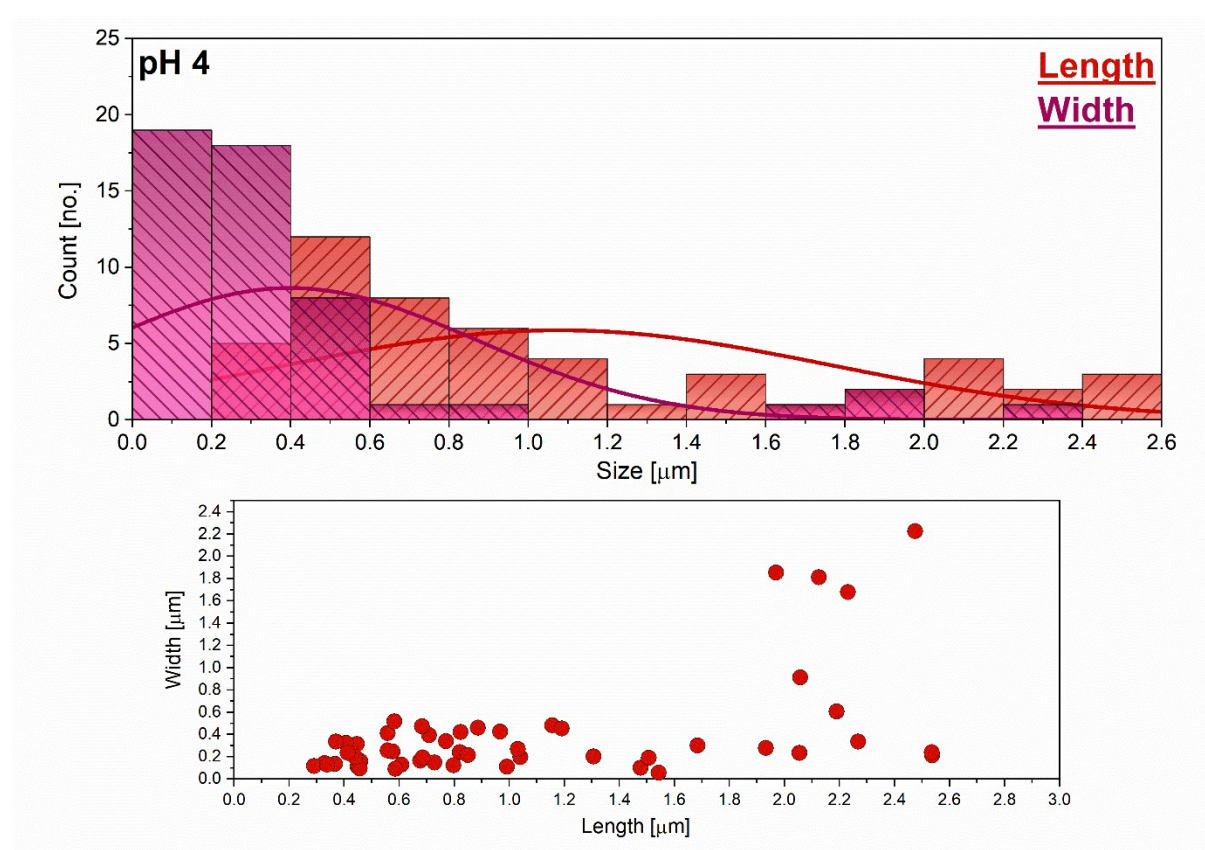 pH 4
Length
Width
25
20
15
10
5
0
Count [no.]
0.0 0.2 0.4 0.6 0.8 1.0 1.2 1.4 1.6 1.8 2.0 2.2 2.4 2.6
Size [μm]
2.4
2.2
2.0
1.8
1.6
1.4
1.2
1.0
0.8
0.6
0.4
0.2
0.0
Width [μm]
0.0 0.2 0.4 0.6 0.8 1.0 1.2 1.4 1.6 1.8 2.0 2.2 2.4 2.6 2.8 3.0
Length [μm]